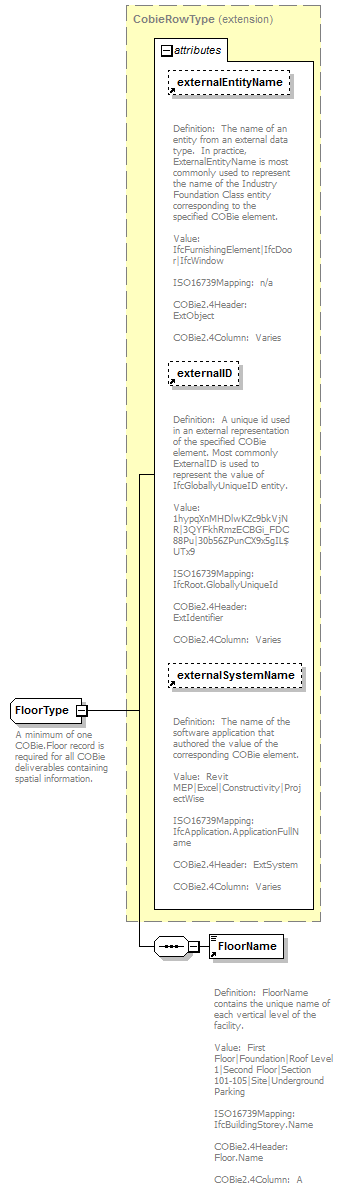 CobieRowType (extension)
attributes
externalEntityName
Definition:  The name of an
entity from an external data
type.  In practice,
ExternalEntityName is most
commonly used to represent
the name of the Industry
Foundation Class entity
corresponding to the
specified COBie element.
Value:
IfcFurnishingElement|IfcDoo
r|IfcWindow
ISO16739Mapping:  n/a
COBie2.4Header:
ExtObject
COBie2.4Column:  Varies
externalID
Definition:  A unique id used
in an external representation
of the specified COBie
element. Most commonly
ExternalID is used to
represent the value of
IfcGloballyUniqueID entity.
Value:
1hypqXnMHDlwKZc9bkVjN
R|3QYFkhRmzECBGi_FDC
88Pu|30b56ZPunCX9x5gIL$
UTx9
ISO16739Mapping:
IfcRoot.GloballyUniqueId
COBie2.4Header:
ExtIdentifier
COBie2.4Column:  Varies
externalSystemName
Definition:  The name of the
software application that
authored the value of the
corresponding COBie element.
Value:  Revit
MEP|Excel|Constructivity|Proj
ectWise
ISO16739Mapping:
IfcApplication.ApplicationFullN
ame
COBie2.4Header:  ExtSystem
COBie2.4Column:  Varies
FloorType
A minimum of one
COBie.Floor record is
required for all COBie
deliverables containing
spatial information.
FloorName
Definition:  FloorName
contains the unique name of
each vertical level of the
facility.
Value:  First
Floor|Foundation|Roof Level
1|Second Floor|Section
101-105|Site|Underground
Parking
ISO16739Mapping:
IfcBuildingStorey.Name
COBie2.4Header:
Floor.Name
COBie2.4Column:  A